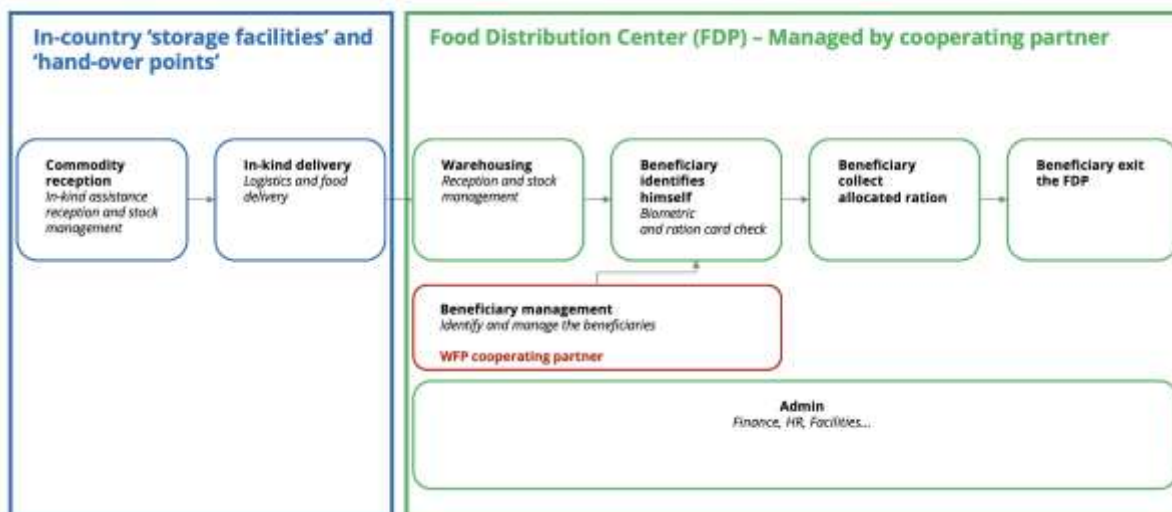 In-country ‘storage facilities’ and
‘hand-over points’
Food Distribution Center (FDP) – Managed by cooperating partner
Commodity
reception
In-kind assistance
reception and stock
management
In-kind delivery
Logistics and food
delivery
Warehousing
Reception and stock
management
Beneficiary
identifies
himself
Biometric
and ration card check
Beneficiary
collect
allocated ration
Beneficiary exit
the FDP
Beneficiary management
Identify and manage the beneficiaries
WFP cooperating partner
Admin
Finance, HR, Facilities...